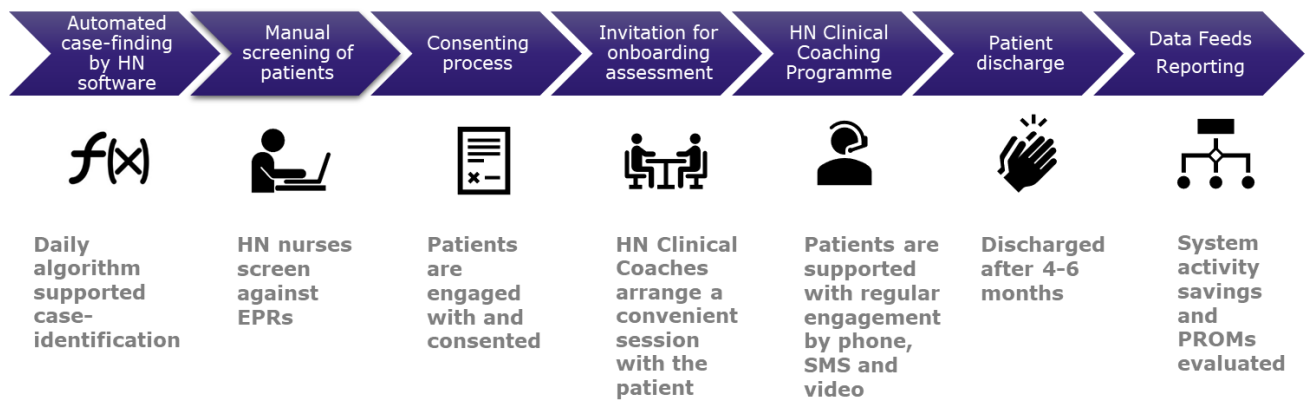 Automated
case-finding
by HN
software
Manual
screening of
patients
Consenting
process
Invitation for
onboarding
assessment
HN Clinical
Coaching
Programme
Patient
discharge
Data Feeds
Reporting
f(x)
Daily
algorithm
supported
case-
identification
HN nurses
screen
against
EPRs
Patients
are
engaged
with and
consented
HN Clinical
Coaches
arrange a
convenient
session
with the
patient
Patients are
supported
with regular
engagement
by phone,
SMS and
video
Discharged
after 4-6
months
System
activity
savings
and
PROMs
evaluated